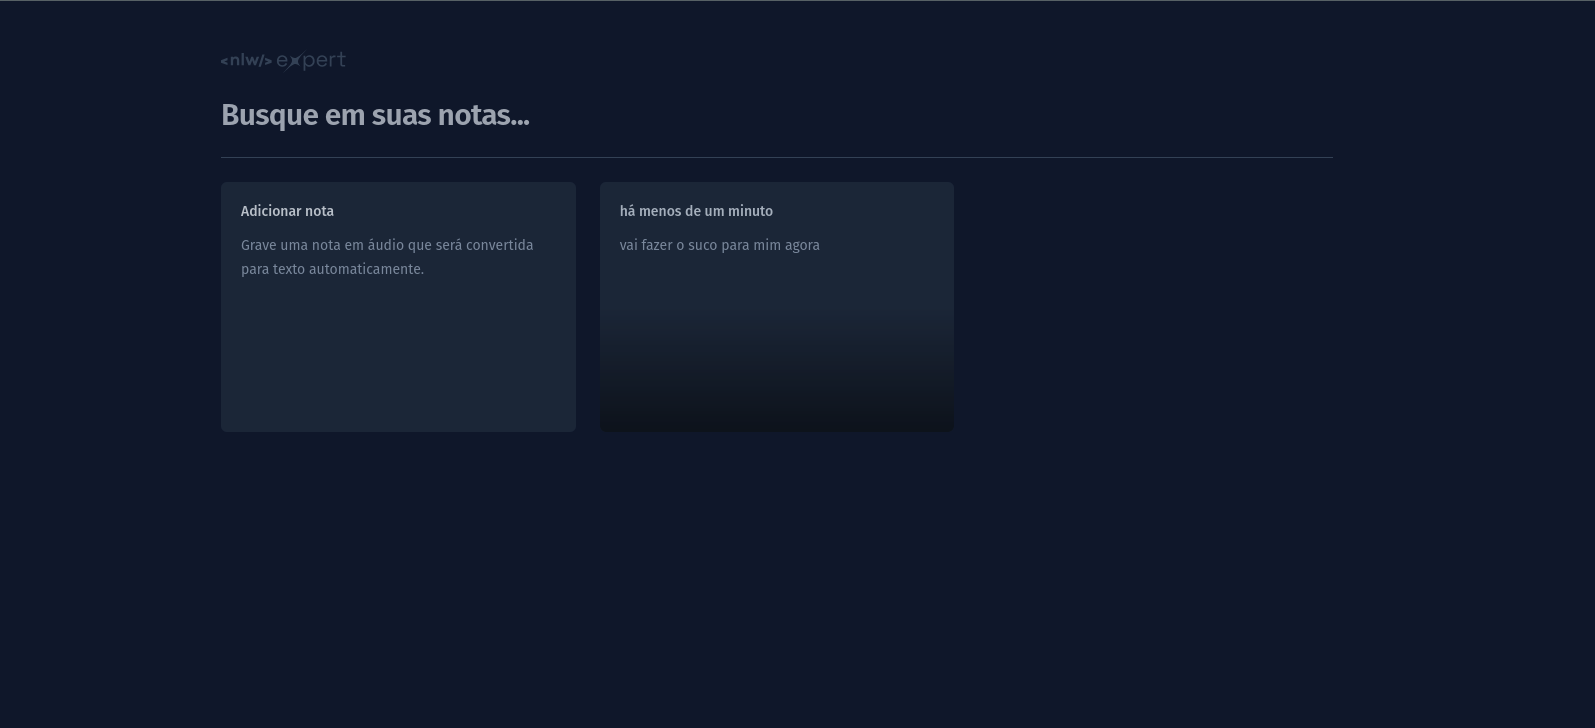 <nlw/> expert
Busque em suas notas...
Adicionar nota
Grave uma nota em áudio que será convertida
para texto automaticamente.
há menos de um minuto
vai fazer o suco para mim agora